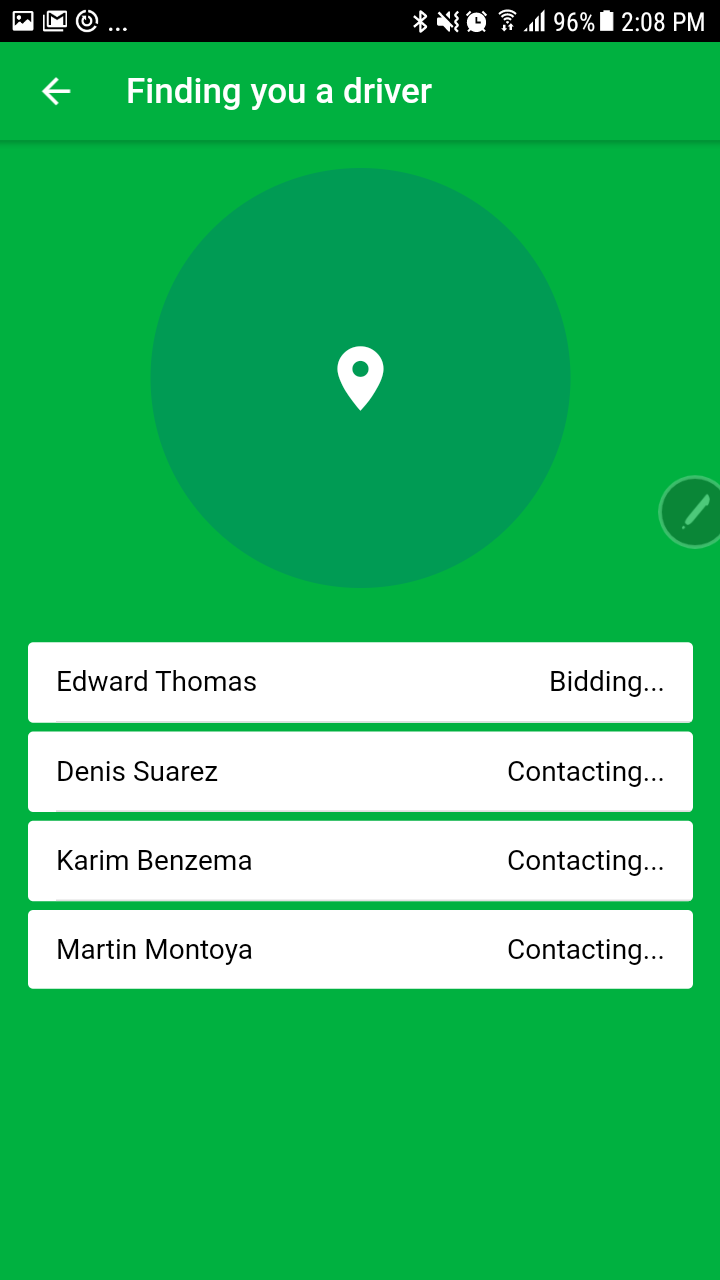 ... 96% 2:08 PM
Finding you a driver
Edward Thomas Bidding...
Denis Suarez Contacting...
Karim Benzema Contacting...
Martin Montoya Contacting...